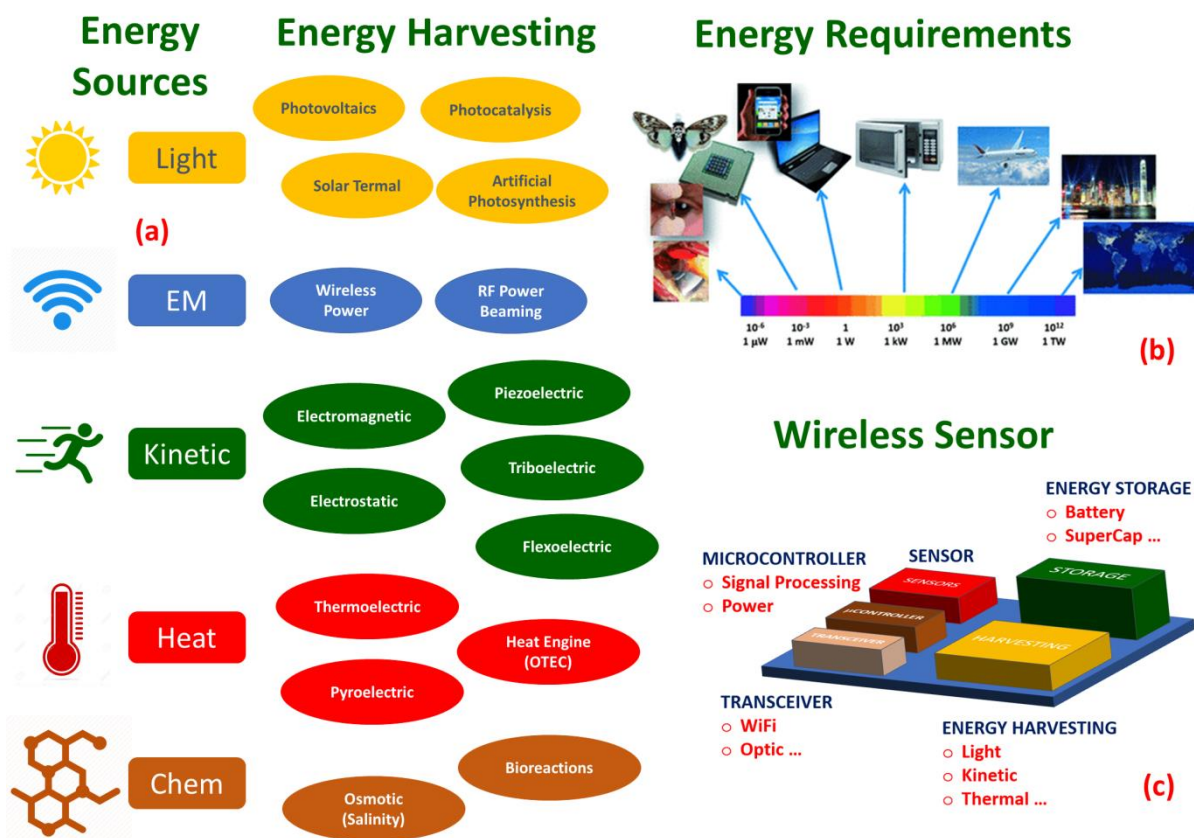 Energy
Sources
Energy Harvesting
Energy Requirements
Light
(a)
Photovoltaics
Photocatalysis
Solar Termal
Artificial
Photosynthesis
EM
Wireless
Power
RF Power
Beaming
Kinetic
Electromagnetic
Piezoelectric
Triboelectric
Electrostatic
Flexoelectric
Heat
Thermoelectric
Heat Engine
(OTEC)
Pyroelectric
Chem
Bioreactions
Osmotic
(Salinity)
10⁻⁶ 10⁻³ 1 10³ 10⁶ 10⁹ 10¹²
1 µW 1 mW 1 W 1 kW 1 MW 1 GW 1 TW
(b)
Wireless Sensor
ENERGY STORAGE
o Battery
o SuperCap ...
MICROCONTROLLER
o Signal Processing
o Power
SENSOR
SENSORS
STORAGE
µCONTROLLER
TRANSCEIVER
HARVESTING
TRANSCEIVER
o WiFi
o Optic ...
ENERGY HARVESTING
o Light
o Kinetic
o Thermal ...
(c)